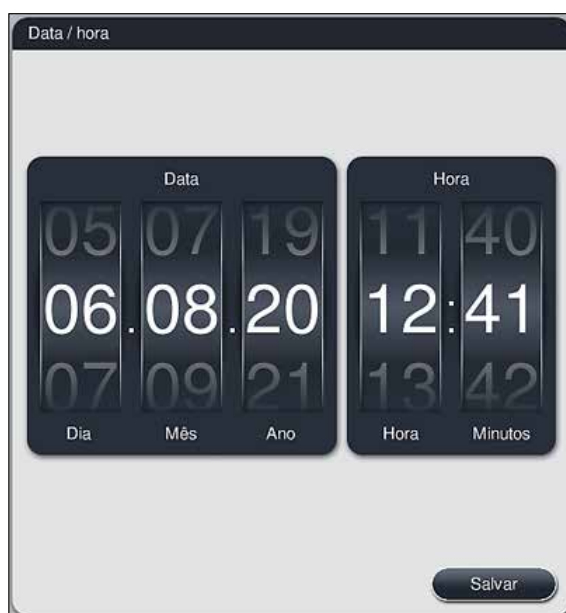 Data / hora
Data
Hora
05 07 19 11 40
06.08.20 12:41
07 09 21 13 42
Dia Mês Ano Hora Minutos
Salvar